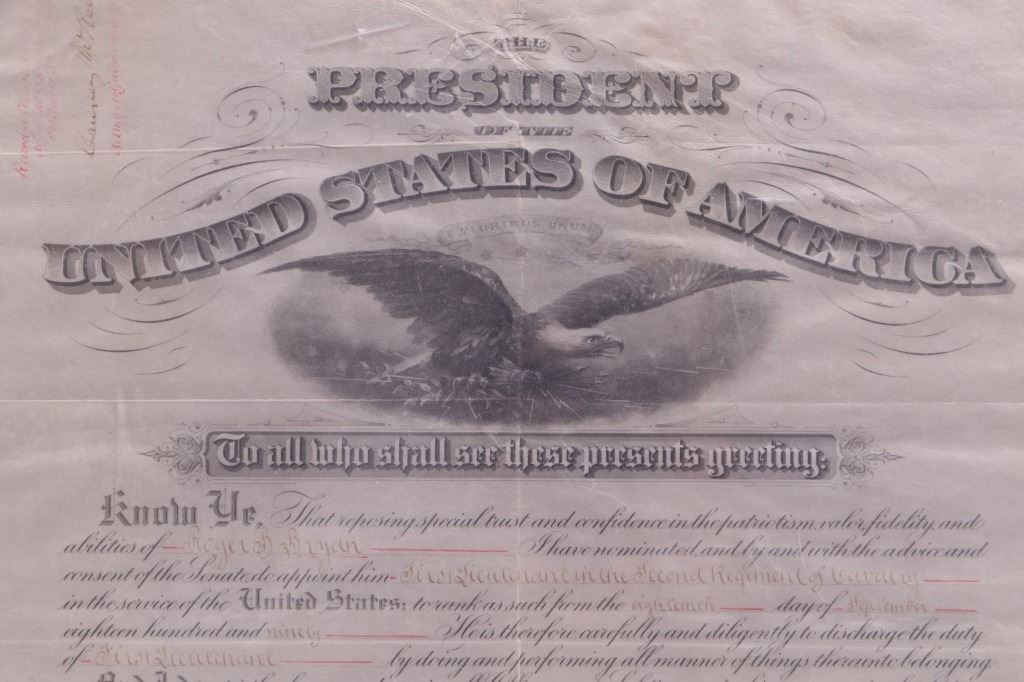 THE
PRESIDENT
OF THE
UNITED STATES OF AMERICA
E PLURIBUS UNUM
To all who shall see these presents greeting:
Know Ye, That reposing special trust and confidence in the patriotism, valor, fidelity, and
abilities of Roger B Bryan I have nominated, and by and with the advice and
consent of the Senate, do appoint him First Lieutenant in the Second Regiment of Cavalry
in the service of the United States: to rank as such from the eighteenth day of September
eighteen hundred and ninety He is therefore carefully and diligently to discharge the duty
of First Lieutenant by doing and performing all manner of things thereunto belonging.